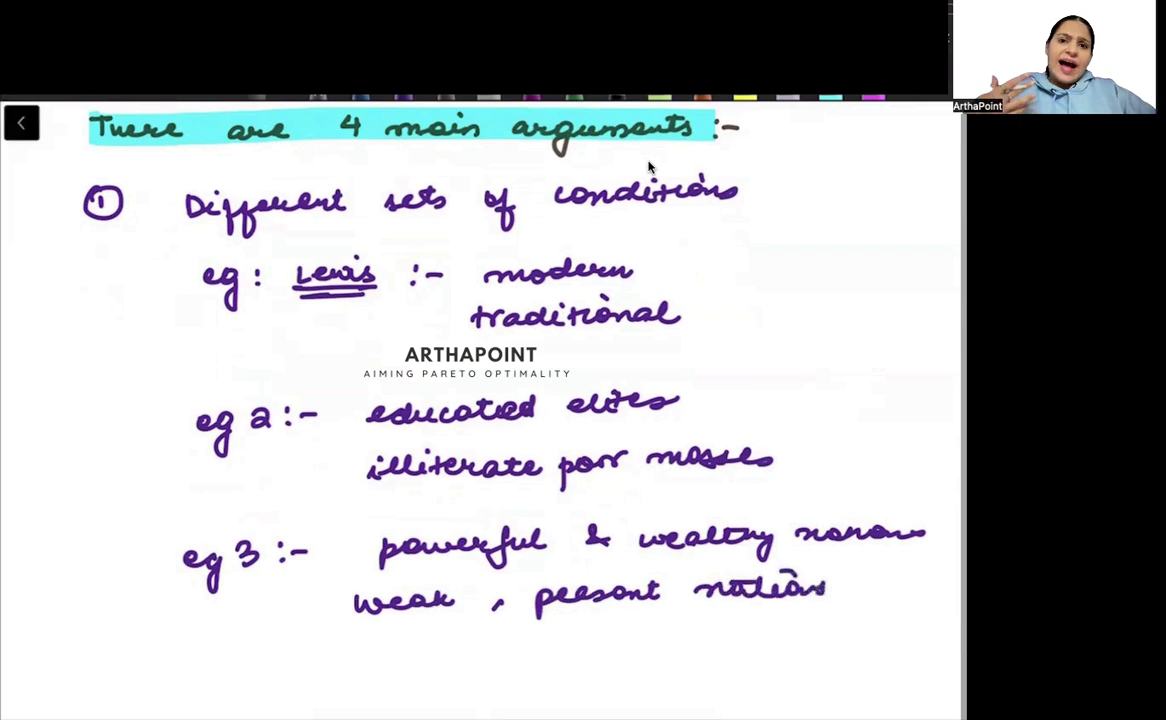 ArthaPoint
There are 4 main arguments :-
① Different sets of conditions
eg : Lewis :- modern
traditional
ARTHAPOINT
AIMING PARETO OPTIMALITY
eg 2 :- educated elites
illiterate poor masses
eg 3 :- powerful & wealthy nations
weak , peasant nations